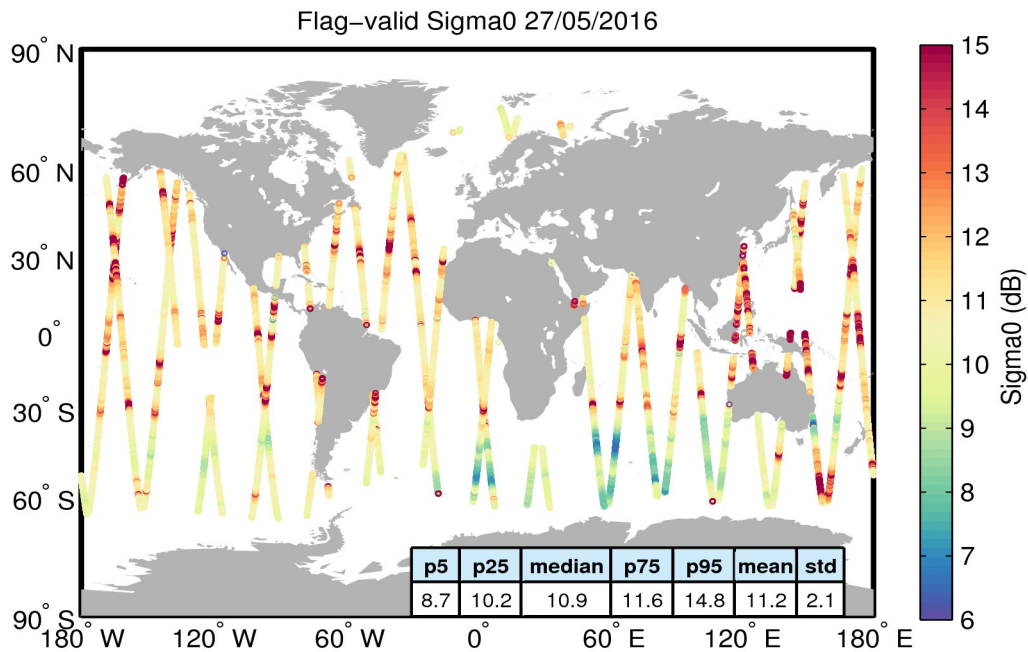 Flag−valid Sigma0 27/05/2016
90° N
60° N
30° N
0°
30° S
60° S
90° S
180° W
120° W
60° W
0°
60° E
120° E
180° E
p5 p25 median p75 p95 mean std
8.7 10.2 10.9 11.6 14.8 11.2 2.1
15
14
13
12
11
10
9
8
7
6
Sigma0 (dB)